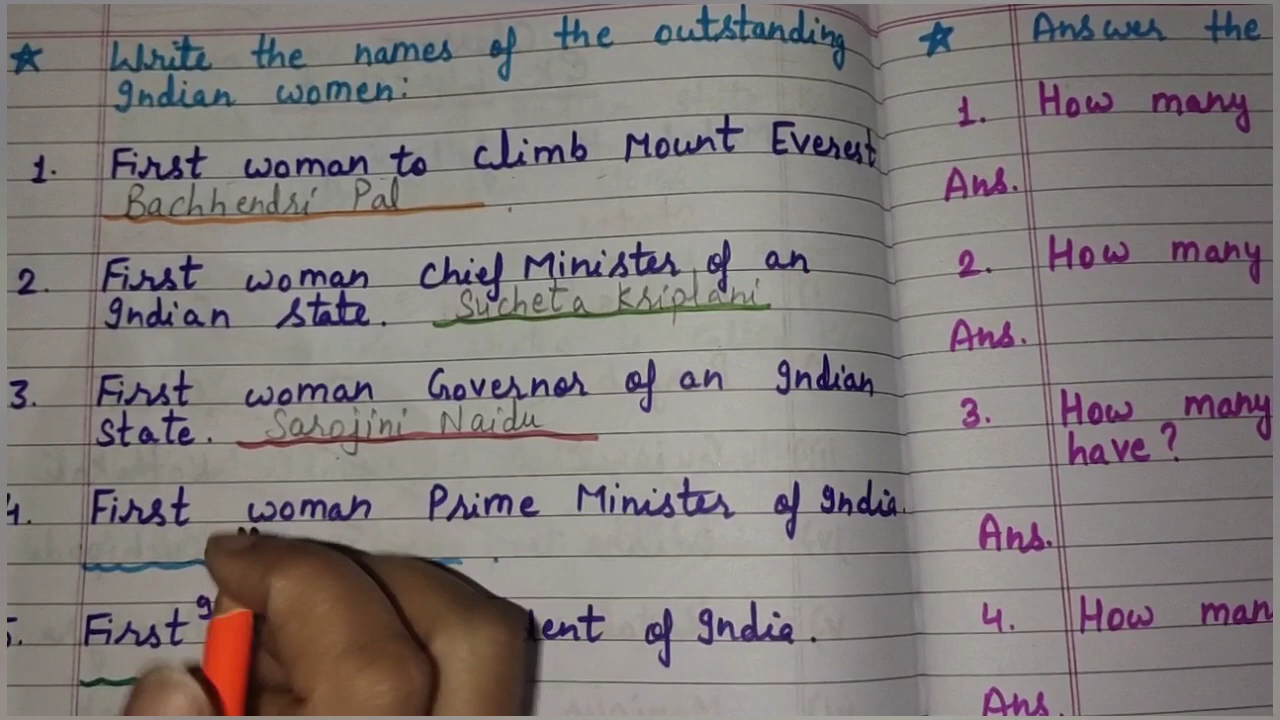 ★ Write the names of the outstanding
Indian women:
1. First woman to climb Mount Everest
Bachhendri Pal .
2. First woman Chief Minister of an
Indian state. Sucheta Kriplani
3. First woman Governor of an Indian
state. Sarojini Naidu
4. First woman Prime Minister of India.
.
5. First of India.
★ Answer the
1. How many
Ans.
2. How many
Ans.
3. How many
have?
Ans.
4. How man
Ans.